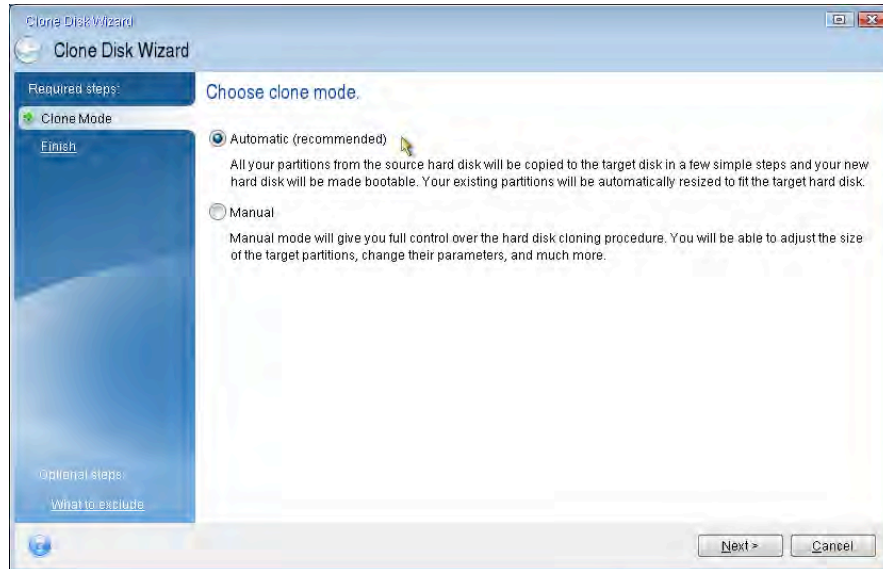 Clone Disk Wizard
Clone Disk Wizard
Required steps:
Clone Mode
Finish
Choose clone mode.
Automatic (recommended)
All your partitions from the source hard disk will be copied to the target disk in a few simple steps and your new
hard disk will be made bootable. Your existing partitions will be automatically resized to fit the target hard disk.
Manual
Manual mode will give you full control over the hard disk cloning procedure. You will be able to adjust the size
of the target partitions, change their parameters, and much more.
Optional steps:
What to exclude
Next >
Cancel